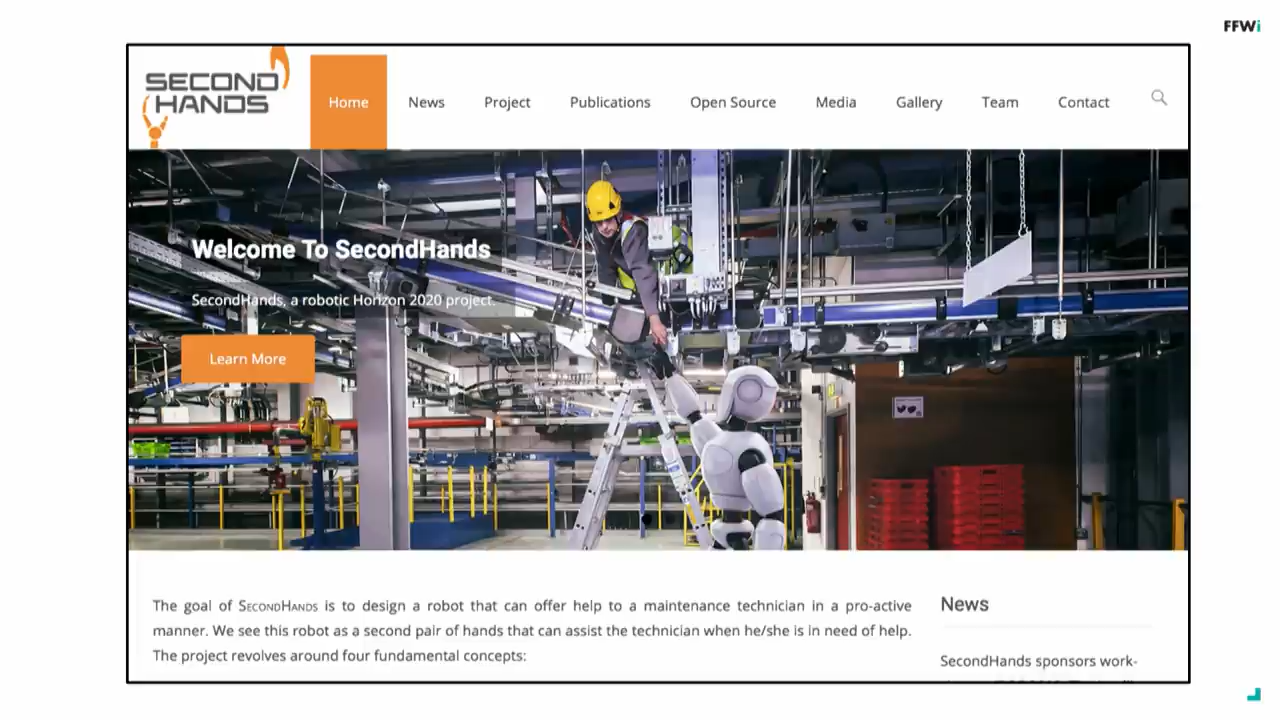 FFWi
SECOND
HANDS
Home
News
Project
Publications
Open Source
Media
Gallery
Team
Contact
Welcome To SecondHands
SecondHands, a robotic Horizon 2020 project.
Learn More
The goal of SECONDHANDS is to design a robot that can offer help to a maintenance technician in a pro-active
manner. We see this robot as a second pair of hands that can assist the technician when he/she is in need of help.
The project revolves around four fundamental concepts:
News
SecondHands sponsors work-